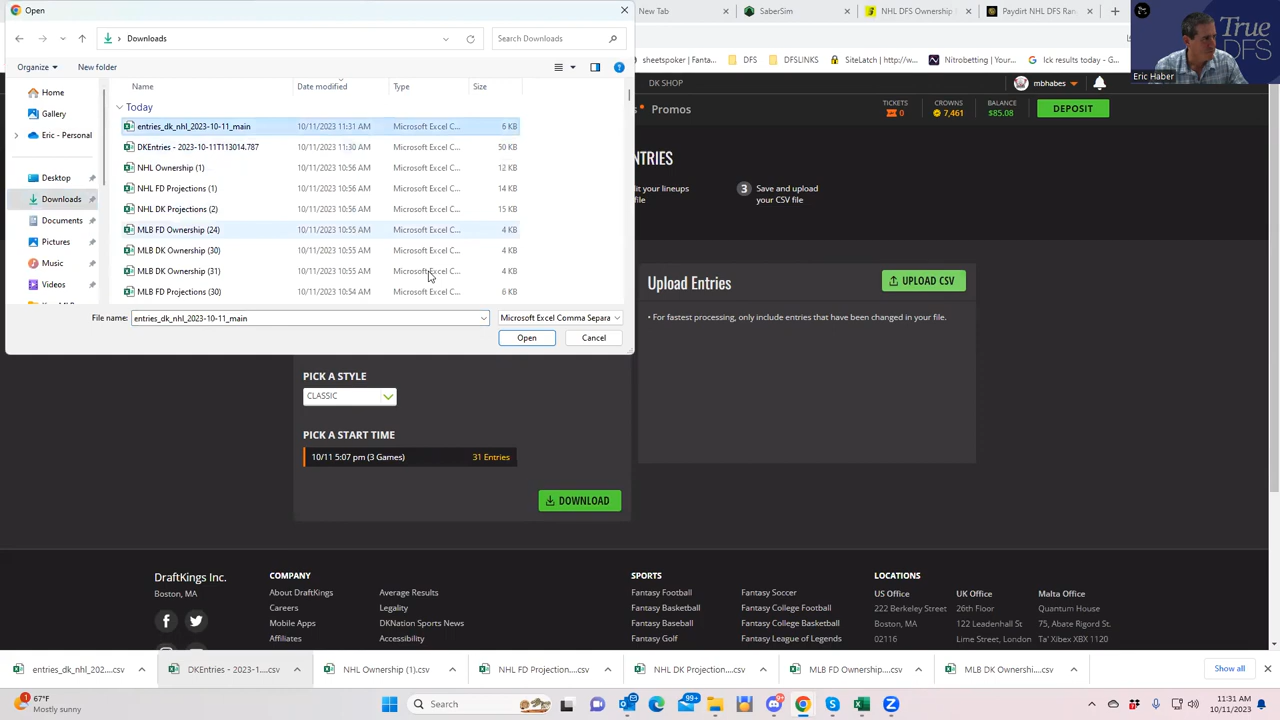 Open
New Tab
SaberSim
NHL DFS Ownership
Paydirt NHL DFS Ran
Downloads
Search Downloads
sheetspoker | Fanta...
DFS
DFSLINKS
SiteLatch | http://w...
Nitrobetting | Your...
Ick results today - G...
True
DFS
Eric Haber
Organize
New folder
DK SHOP
mbhabes
Name
Date modified
Type
Size
Home
Today
Promos
TICKETS
0
CROWNS
7,461
BALANCE
$85.08
DEPOSIT
Gallery
entries_dk_nhl_2023-10-11_main
10/11/2023 11:31 AM
Microsoft Excel C...
6 KB
Eric - Personal
DKEntries - 2023-10-11T113014.787
10/11/2023 11:30 AM
Microsoft Excel C...
50 KB
NHL Ownership (1)
10/11/2023 10:56 AM
Microsoft Excel C...
12 KB
Desktop
NHL FD Projections (1)
10/11/2023 10:56 AM
Microsoft Excel C...
14 KB
Downloads
NHL DK Projections (2)
10/11/2023 10:56 AM
Microsoft Excel C...
15 KB
Documents
MLB FD Ownership (24)
10/11/2023 10:55 AM
Microsoft Excel C...
4 KB
Pictures
MLB DK Ownership (30)
10/11/2023 10:55 AM
Microsoft Excel C...
4 KB
Music
MLB DK Ownership (31)
10/11/2023 10:55 AM
Microsoft Excel C...
4 KB
Videos
MLB FD Projections (30)
10/11/2023 10:54 AM
Microsoft Excel C...
6 KB
File name:
entries_dk_nhl_2023-10-11_main
Microsoft Excel Comma Separa
Open
Cancel
3
Save and upload
your CSV file
Upload Entries
UPLOAD CSV
• For fastest processing, only include entries that have been changed in your file.
PICK A STYLE
CLASSIC
PICK A START TIME
10/11 5:07 pm (3 Games)
31 Entries
DOWNLOAD
DraftKings Inc.
Boston, MA
COMPANY
About DraftKings
Careers
Mobile Apps
Affiliates
Average Results
Legality
DKNation Sports News
Accessibility
SPORTS
Fantasy Football
Fantasy Basketball
Fantasy Baseball
Fantasy Golf
Fantasy Soccer
Fantasy College Football
Fantasy College Basketball
Fantasy League of Legends
LOCATIONS
US Office
222 Berkeley Street
Boston, MA
02116
UK Office
26th Floor
122 Leadenhall St
Lime Street, London
Malta Office
Quantum House
75, Abate Rigord St.
Ta' Xibex XBX 1120
entries_dk_nhl_202....csv
DKEntries - 2023-1....csv
NHL Ownership (1).csv
NHL FD Projection....csv
NHL DK Projection....csv
MLB FD Ownership....csv
MLB DK Ownershi....csv
Show all
67°F
Mostly sunny
Search
99+
11:31 AM
10/11/2023